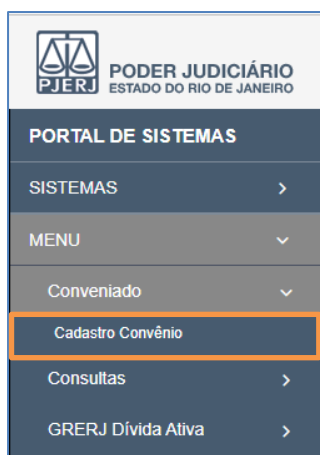 PJERJ
PODER JUDICIÁRIO
ESTADO DO RIO DE JANEIRO
PORTAL DE SISTEMAS
SISTEMAS
MENU
Conveniado
Cadastro Convênio
Consultas
GRERJ Dívida Ativa